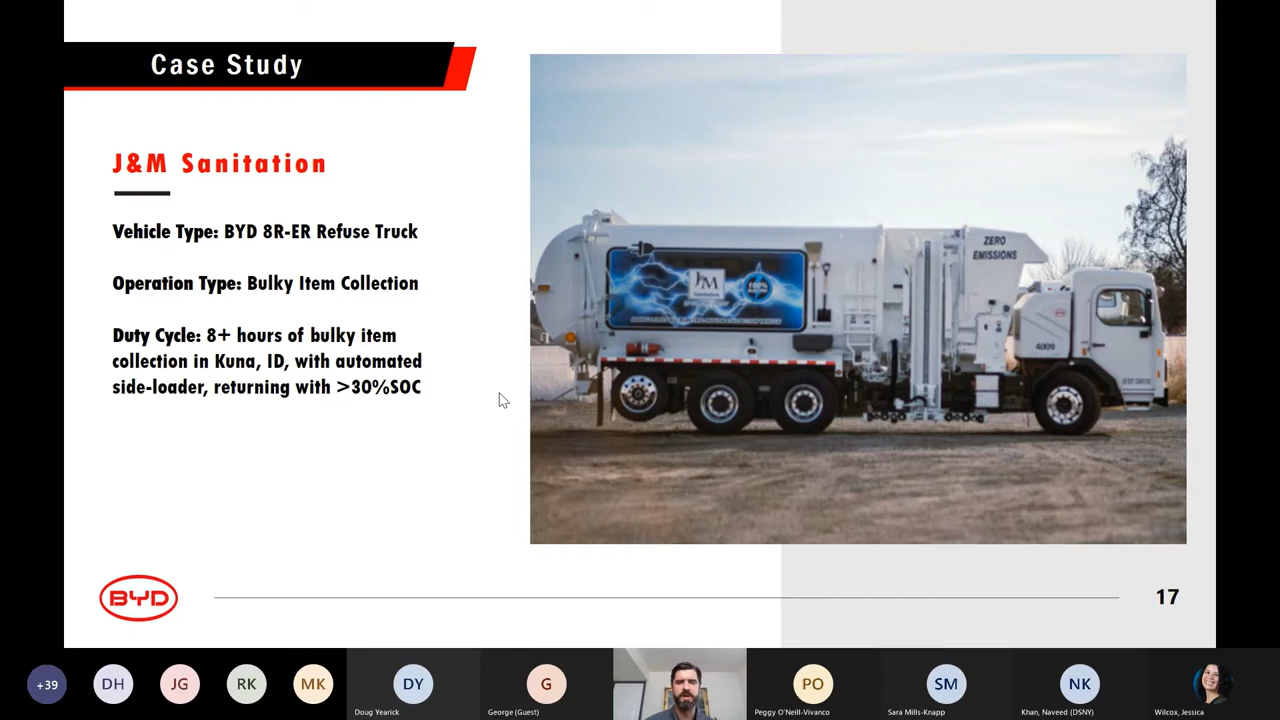 Case Study
J&M Sanitation
Vehicle Type: BYD 8R-ER Refuse Truck
Operation Type: Bulky Item Collection
Duty Cycle: 8+ hours of bulky item
collection in Kuna, ID, with automated
side-loader, returning with >30%SOC
ZERO
EMISSIONS
J&M
100%
4009
BYD
17
+39
DH
JG
RK
MK
DY
G
PO
SM
NK
Doug Yearick
George (Guest)
Peggy O'Neill-Vivanco
Sara Mills-Knapp
Khan, Naveed (DSNY)
Wilcox, Jessica